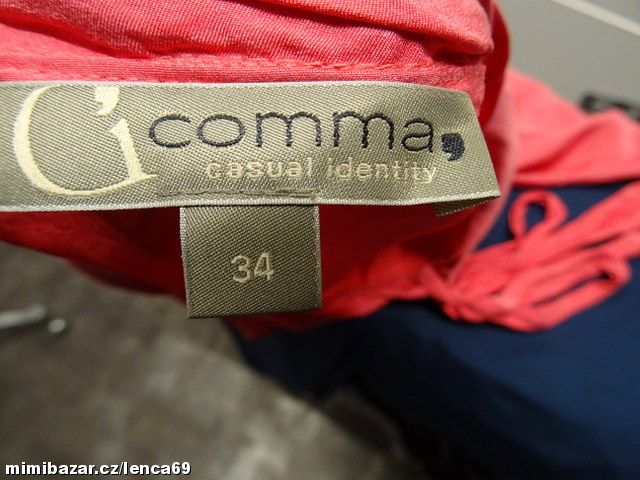 G'i comma,
casual identity
34
mimibazar.cz/lenca69